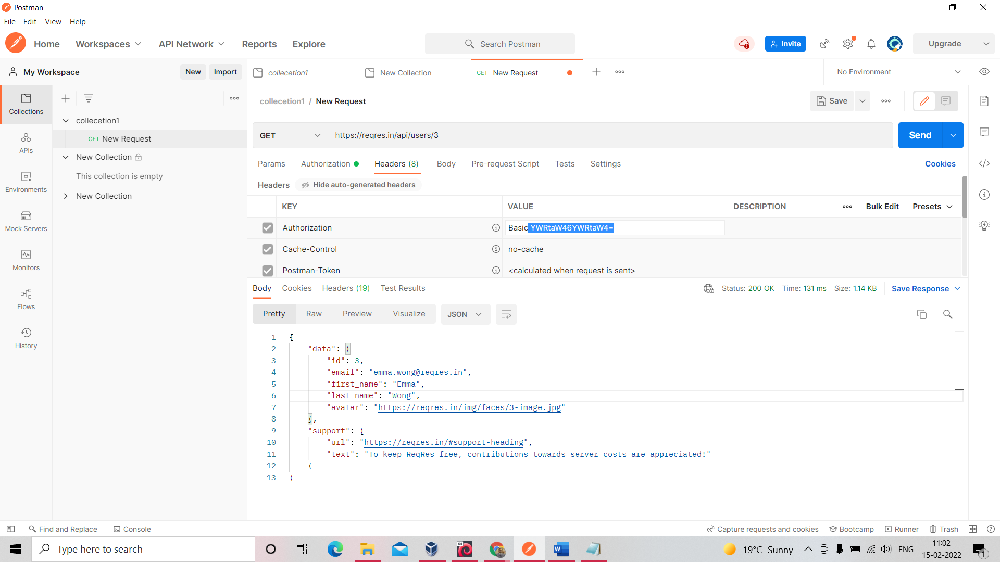 Postman
File Edit View Help
Home Workspaces API Network Reports Explore Search Postman Invite Upgrade
My Workspace New Import collecetion1 New Collection GET New Request No Environment
Collections
APIs
Environments
Mock Servers
Monitors
Flows
History
collecetion1
GET New Request
New Collection
This collection is empty
New Collection
collecetion1 / New Request Save
GET https://reqres.in/api/users/3 Send
Params Authorization Headers (8) Body Pre-request Script Tests Settings Cookies
Headers Hide auto-generated headers
KEY VALUE DESCRIPTION Bulk Edit Presets
Authorization Basic YWRtaW46YWRtaW4=
Cache-Control no-cache
Postman-Token <calculated when request is sent>
Body Cookies Headers (19) Test Results Status: 200 OK Time: 131 ms Size: 1.14 KB Save Response
Pretty Raw Preview Visualize JSON
1 {
2 "data": {
3 "id": 3,
4 "email": "emma.wong@reqres.in",
5 "first_name": "Emma",
6 "last_name": "Wong",
7 "avatar": "https://reqres.in/img/faces/3-image.jpg"
8 },
9 "support": {
10 "url": "https://reqres.in/#support-heading",
11 "text": "To keep ReqRes free, contributions towards server costs are appreciated!"
12 }
13 }
Find and Replace Console Capture requests and cookies Bootcamp Runner Trash
Type here to search 64 19°C Sunny ENG 11:02
15-02-2022 1